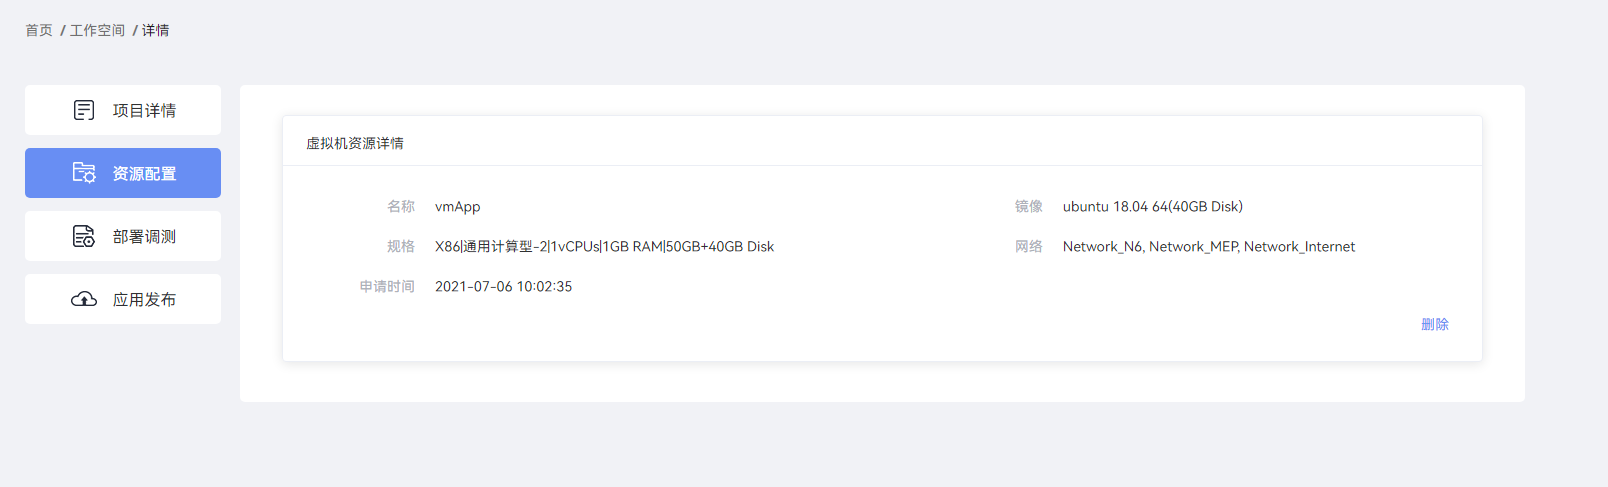 首页 / 工作空间 / 详情
项目详情
资源配置
部署调测
应用发布
虚拟机资源详情
名称 vmApp 镜像 ubuntu 18.04 64(40GB Disk)
规格 X86|通用计算型-2|1vCPUs|1GB RAM|50GB+40GB Disk 网络 Network_N6, Network_MEP, Network_Internet
申请时间 2021-07-06 10:02:35
删除